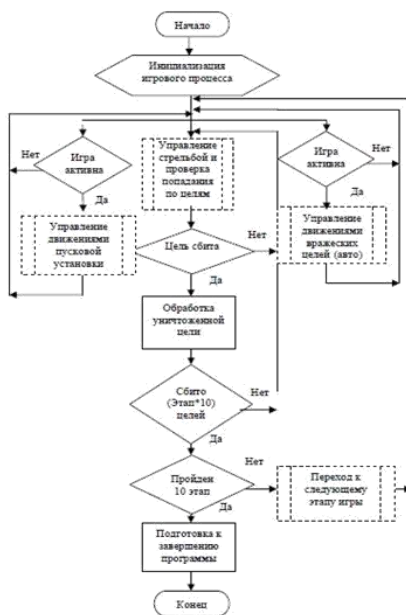 Начало
Инициализация
игрового процесса
Нет
Игра
активна
Да
Управление
движениями
пусковой
установки
Управление
стрельбой и
проверка
попадания
по целям
Игра
активна
Нет
Да
Управление
движениями
вражеских
целей (авто)
Цель сбита
Нет
Да
Обработка
уничтоженной
цели
Сбито
(Этап*10)
целей
Нет
Да
Пройден
10 этап
Нет
Да
Переход к
следующему
этапу игры
Подготовка к
завершению
программы
Конец